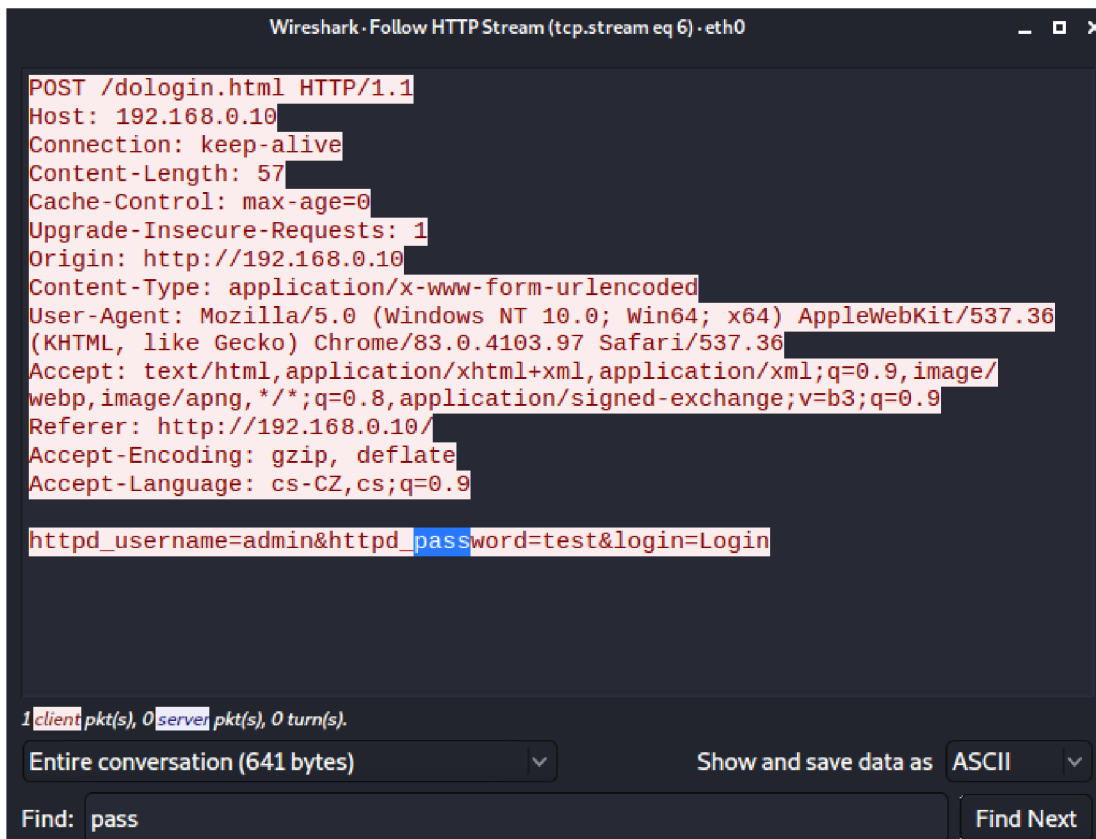 Wireshark · Follow HTTP Stream (tcp.stream eq 6) · eth0
POST /dologin.html HTTP/1.1
Host: 192.168.0.10
Connection: keep-alive
Content-Length: 57
Cache-Control: max-age=0
Upgrade-Insecure-Requests: 1
Origin: http://192.168.0.10
Content-Type: application/x-www-form-urlencoded
User-Agent: Mozilla/5.0 (Windows NT 10.0; Win64; x64) AppleWebKit/537.36
(KHTML, like Gecko) Chrome/83.0.4103.97 Safari/537.36
Accept: text/html,application/xhtml+xml,application/xml;q=0.9,image/
webp,image/apng,*/*;q=0.8,application/signed-exchange;v=b3;q=0.9
Referer: http://192.168.0.10/
Accept-Encoding: gzip, deflate
Accept-Language: cs-CZ,cs;q=0.9
httpd_username=admin&httpd_password=test&login=Login
1 client pkt(s), 0 server pkt(s), 0 turn(s).
Entire conversation (641 bytes) Show and save data as ASCII
Find: pass Find Next